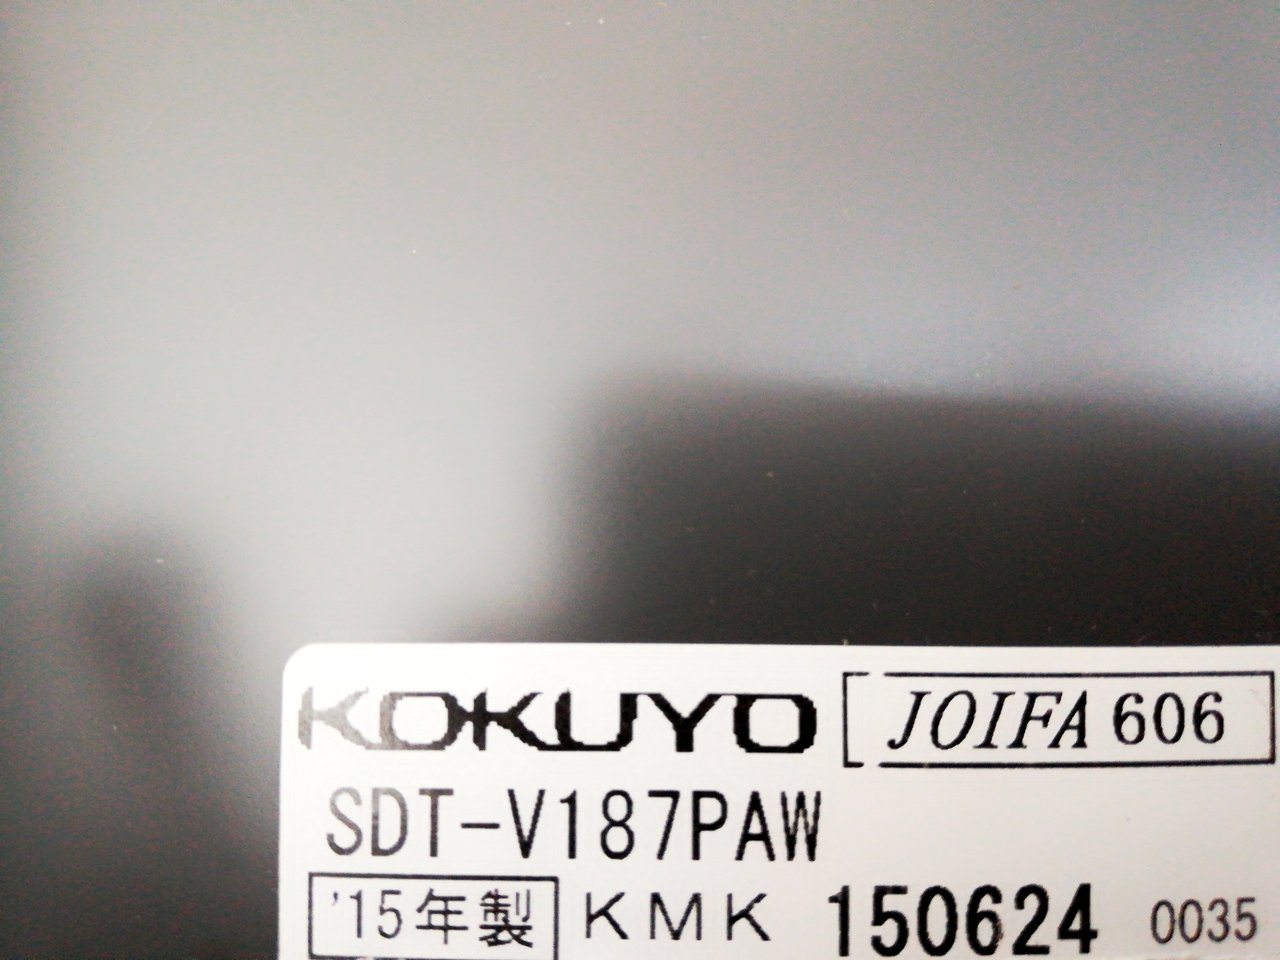 KOKUYO JOIFA 606
SDT-V187PAW
'15年製 KMK 150624 0035